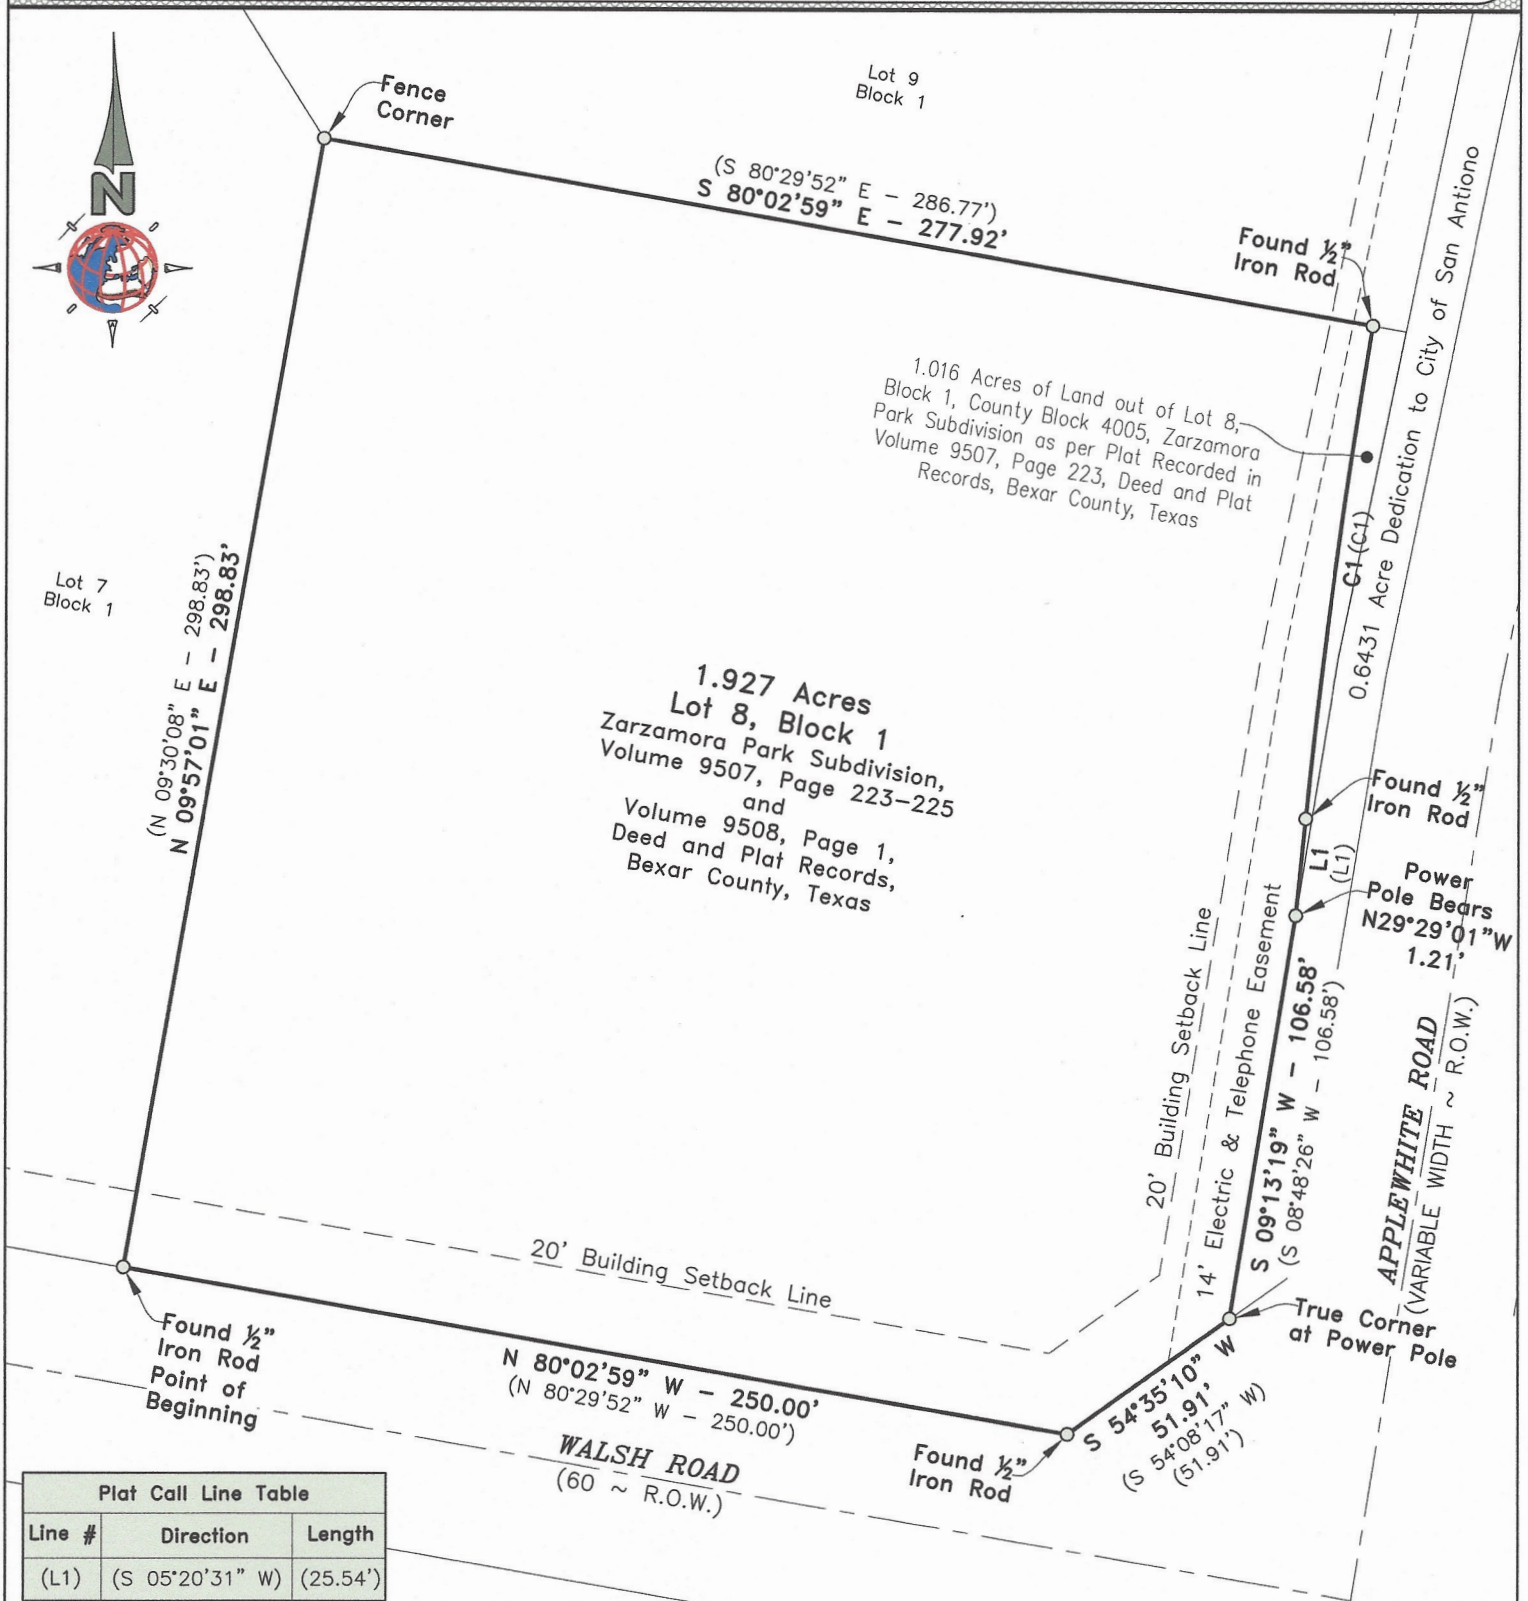 N
Fence
Corner
Lot 9
Block 1
(S 80°29'52" E - 286.77')
S 80°02'59" E - 277.92'
Found ½"
Iron Rod
1.016 Acres of Land out of Lot 8,
Block 1, County Block 4005, Zarzamora
Park Subdivision as per Plat Recorded in
Volume 9507, Page 223, Deed and Plat
Records, Bexar County, Texas
0.6431 Acre Dedication to City of San Antiono
C1(C1)
Lot 7
Block 1
(N 09°30'08" E - 298.83')
N 09°57'01" E - 298.83'
1.927 Acres
Lot 8, Block 1
Zarzamora Park Subdivision,
Volume 9507, Page 223-225
and
Volume 9508, Page 1,
Deed and Plat Records,
Bexar County, Texas
Found ½"
Iron Rod
L1
(L1)
Power
Pole Bears
N29°29'01"W
1.21'
20' Building Setback Line
14' Electric & Telephone Easement
S 09°13'19" W - 106.58'
(S 08°48'26" W - 106.58')
APPLEWHITE ROAD
(VARIABLE WIDTH ~ R.O.W.)
20' Building Setback Line
True Corner
at Power Pole
Found ½"
Iron Rod
Point of
Beginning
N 80°02'59" W - 250.00'
(N 80°29'52" W - 250.00')
WALSH ROAD
(60 ~ R.O.W.)
Found ½"
Iron Rod
S 54°35'10" W
51.91'
(S 54°08'17" W)
(51.91')
Plat Call Line Table
Line # Direction Length
(L1) (S 05°20'31" W) (25.54')